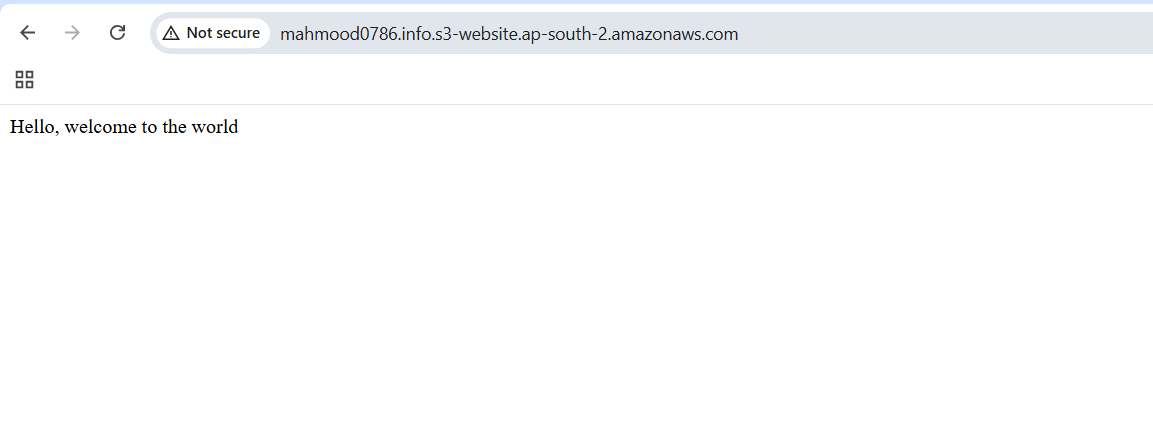 Not secure
mahmood0786.info.s3-website.ap-south-2.amazonaws.com
Hello, welcome to the world